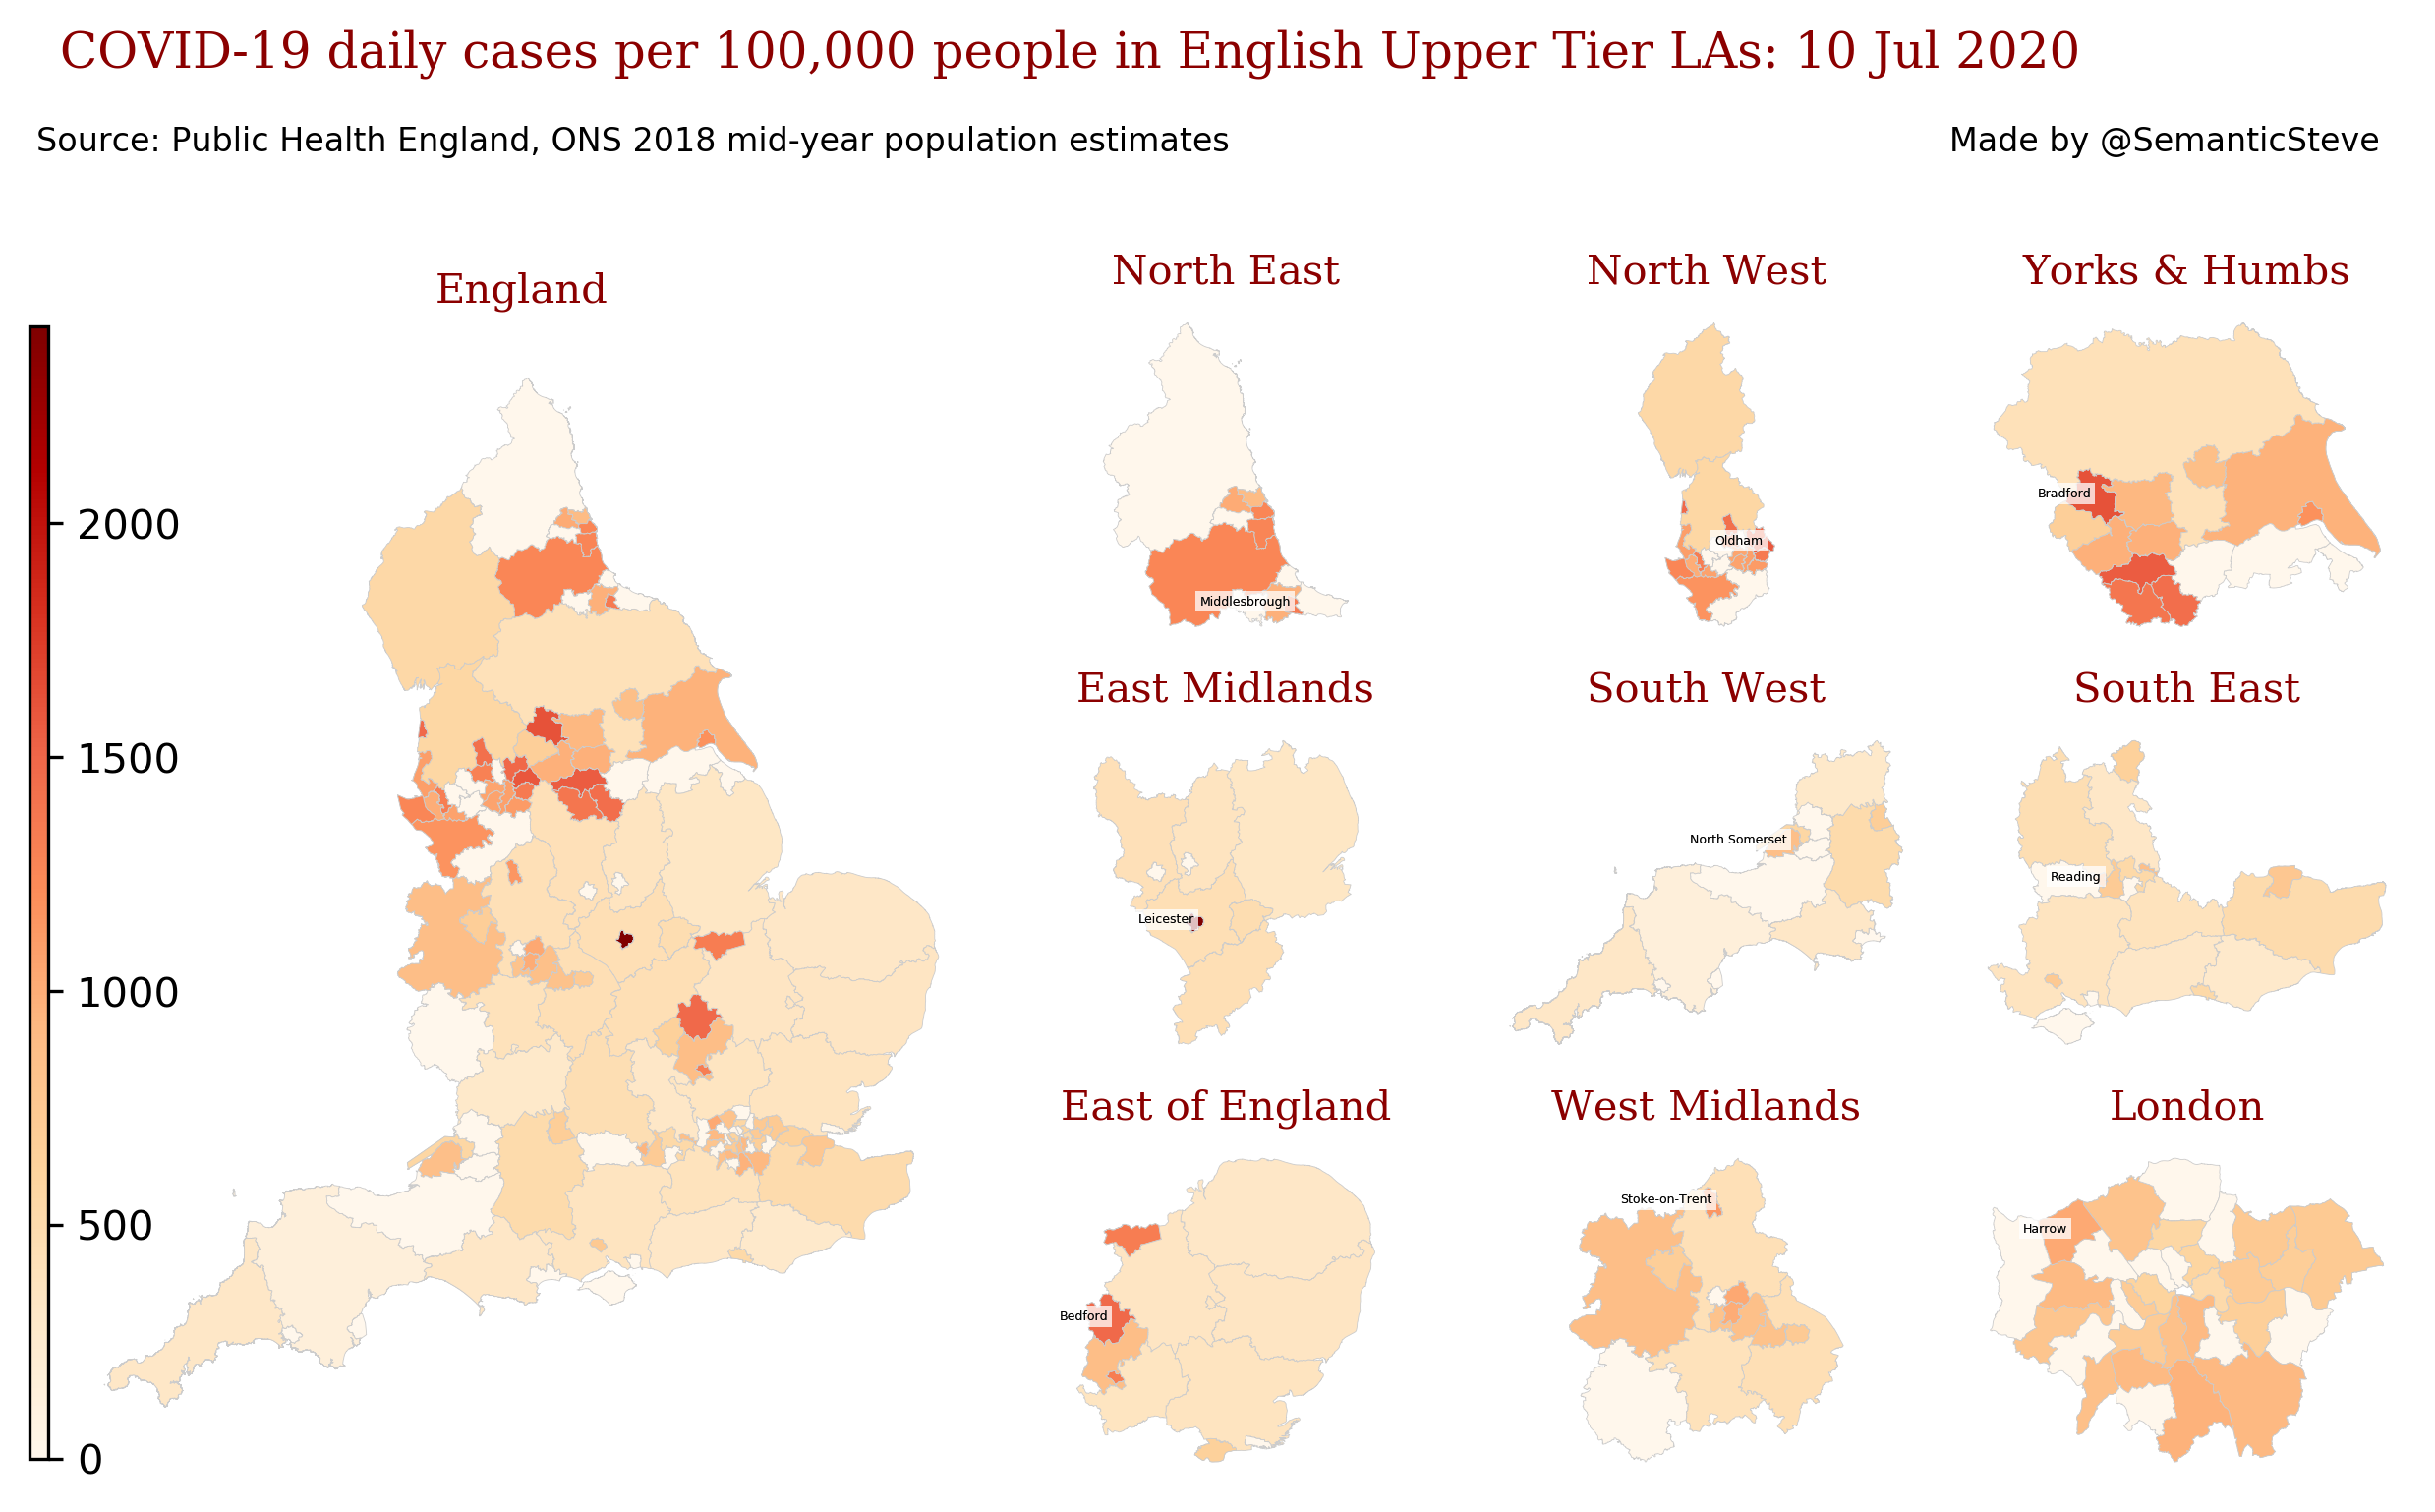 COVID-19 daily cases per 100,000 people in English Upper Tier LAs: 10 Jul 2020
Source: Public Health England, ONS 2018 mid-year population estimates
Made by @SemanticSteve
England
2000
1500
1000
500
0
North East
Middlesbrough
North West
Oldham
Yorks & Humbs
Bradford
East Midlands
Leicester
South West
North Somerset
South East
Reading
East of England
Bedford
West Midlands
Stoke-on-Trent
London
Harrow